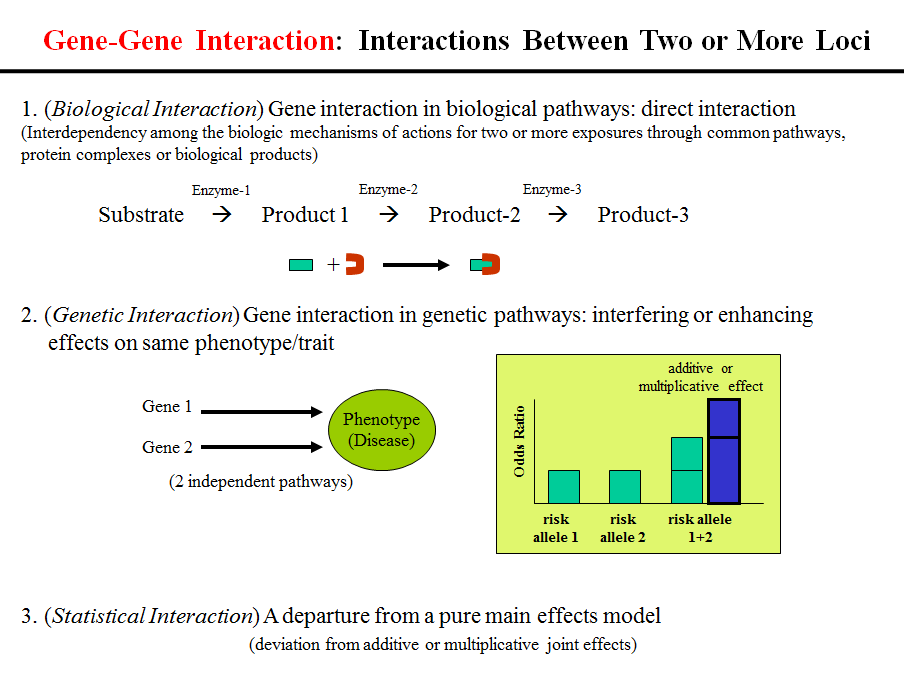 Gene-Gene Interaction: Interactions Between Two or More Loci
1. (Biological Interaction) Gene interaction in biological pathways: direct interaction
(Interdependency among the biologic mechanisms of actions for two or more exposures through common pathways,
protein complexes or biological products)
Enzyme-1 Enzyme-2 Enzyme-3
Substrate → Product 1 → Product-2 → Product-3
+
2. (Genetic Interaction) Gene interaction in genetic pathways: interfering or enhancing
effects on same phenotype/trait
additive or
multiplicative effect
Gene 1
Gene 2
Phenotype
(Disease)
(2 independent pathways)
Odds Ratio
risk
allele 1
risk
allele 2
risk allele
1+2
3. (Statistical Interaction) A departure from a pure main effects model
(deviation from additive or multiplicative joint effects)